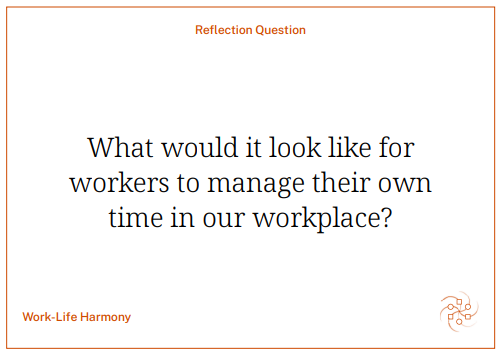 Reflection Question
What would it look like for
workers to manage their own
time in our workplace?
Work-Life Harmony